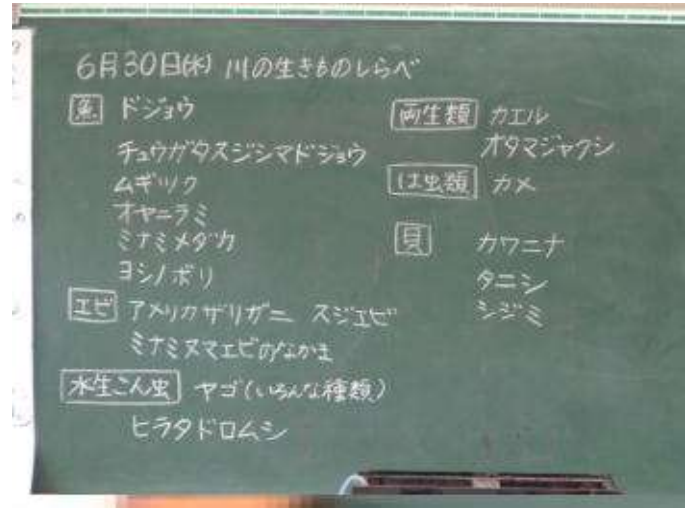 6月30日(水) 川の生きものしらべ
魚 ドジョウ
チュウガタスジシマドジョウ
ムギツク
オヤニラミ
ミナミメダカ
ヨシノボリ
エビ アメリカザリガニ スジエビ
ミナミヌマエビのなかま
水生こん虫 ヤゴ(いろんな種類)
ヒラタドロムシ
両生類 カエル
オタマジャクシ
は虫類 カメ
貝 カワニナ
タニシ
シジミ